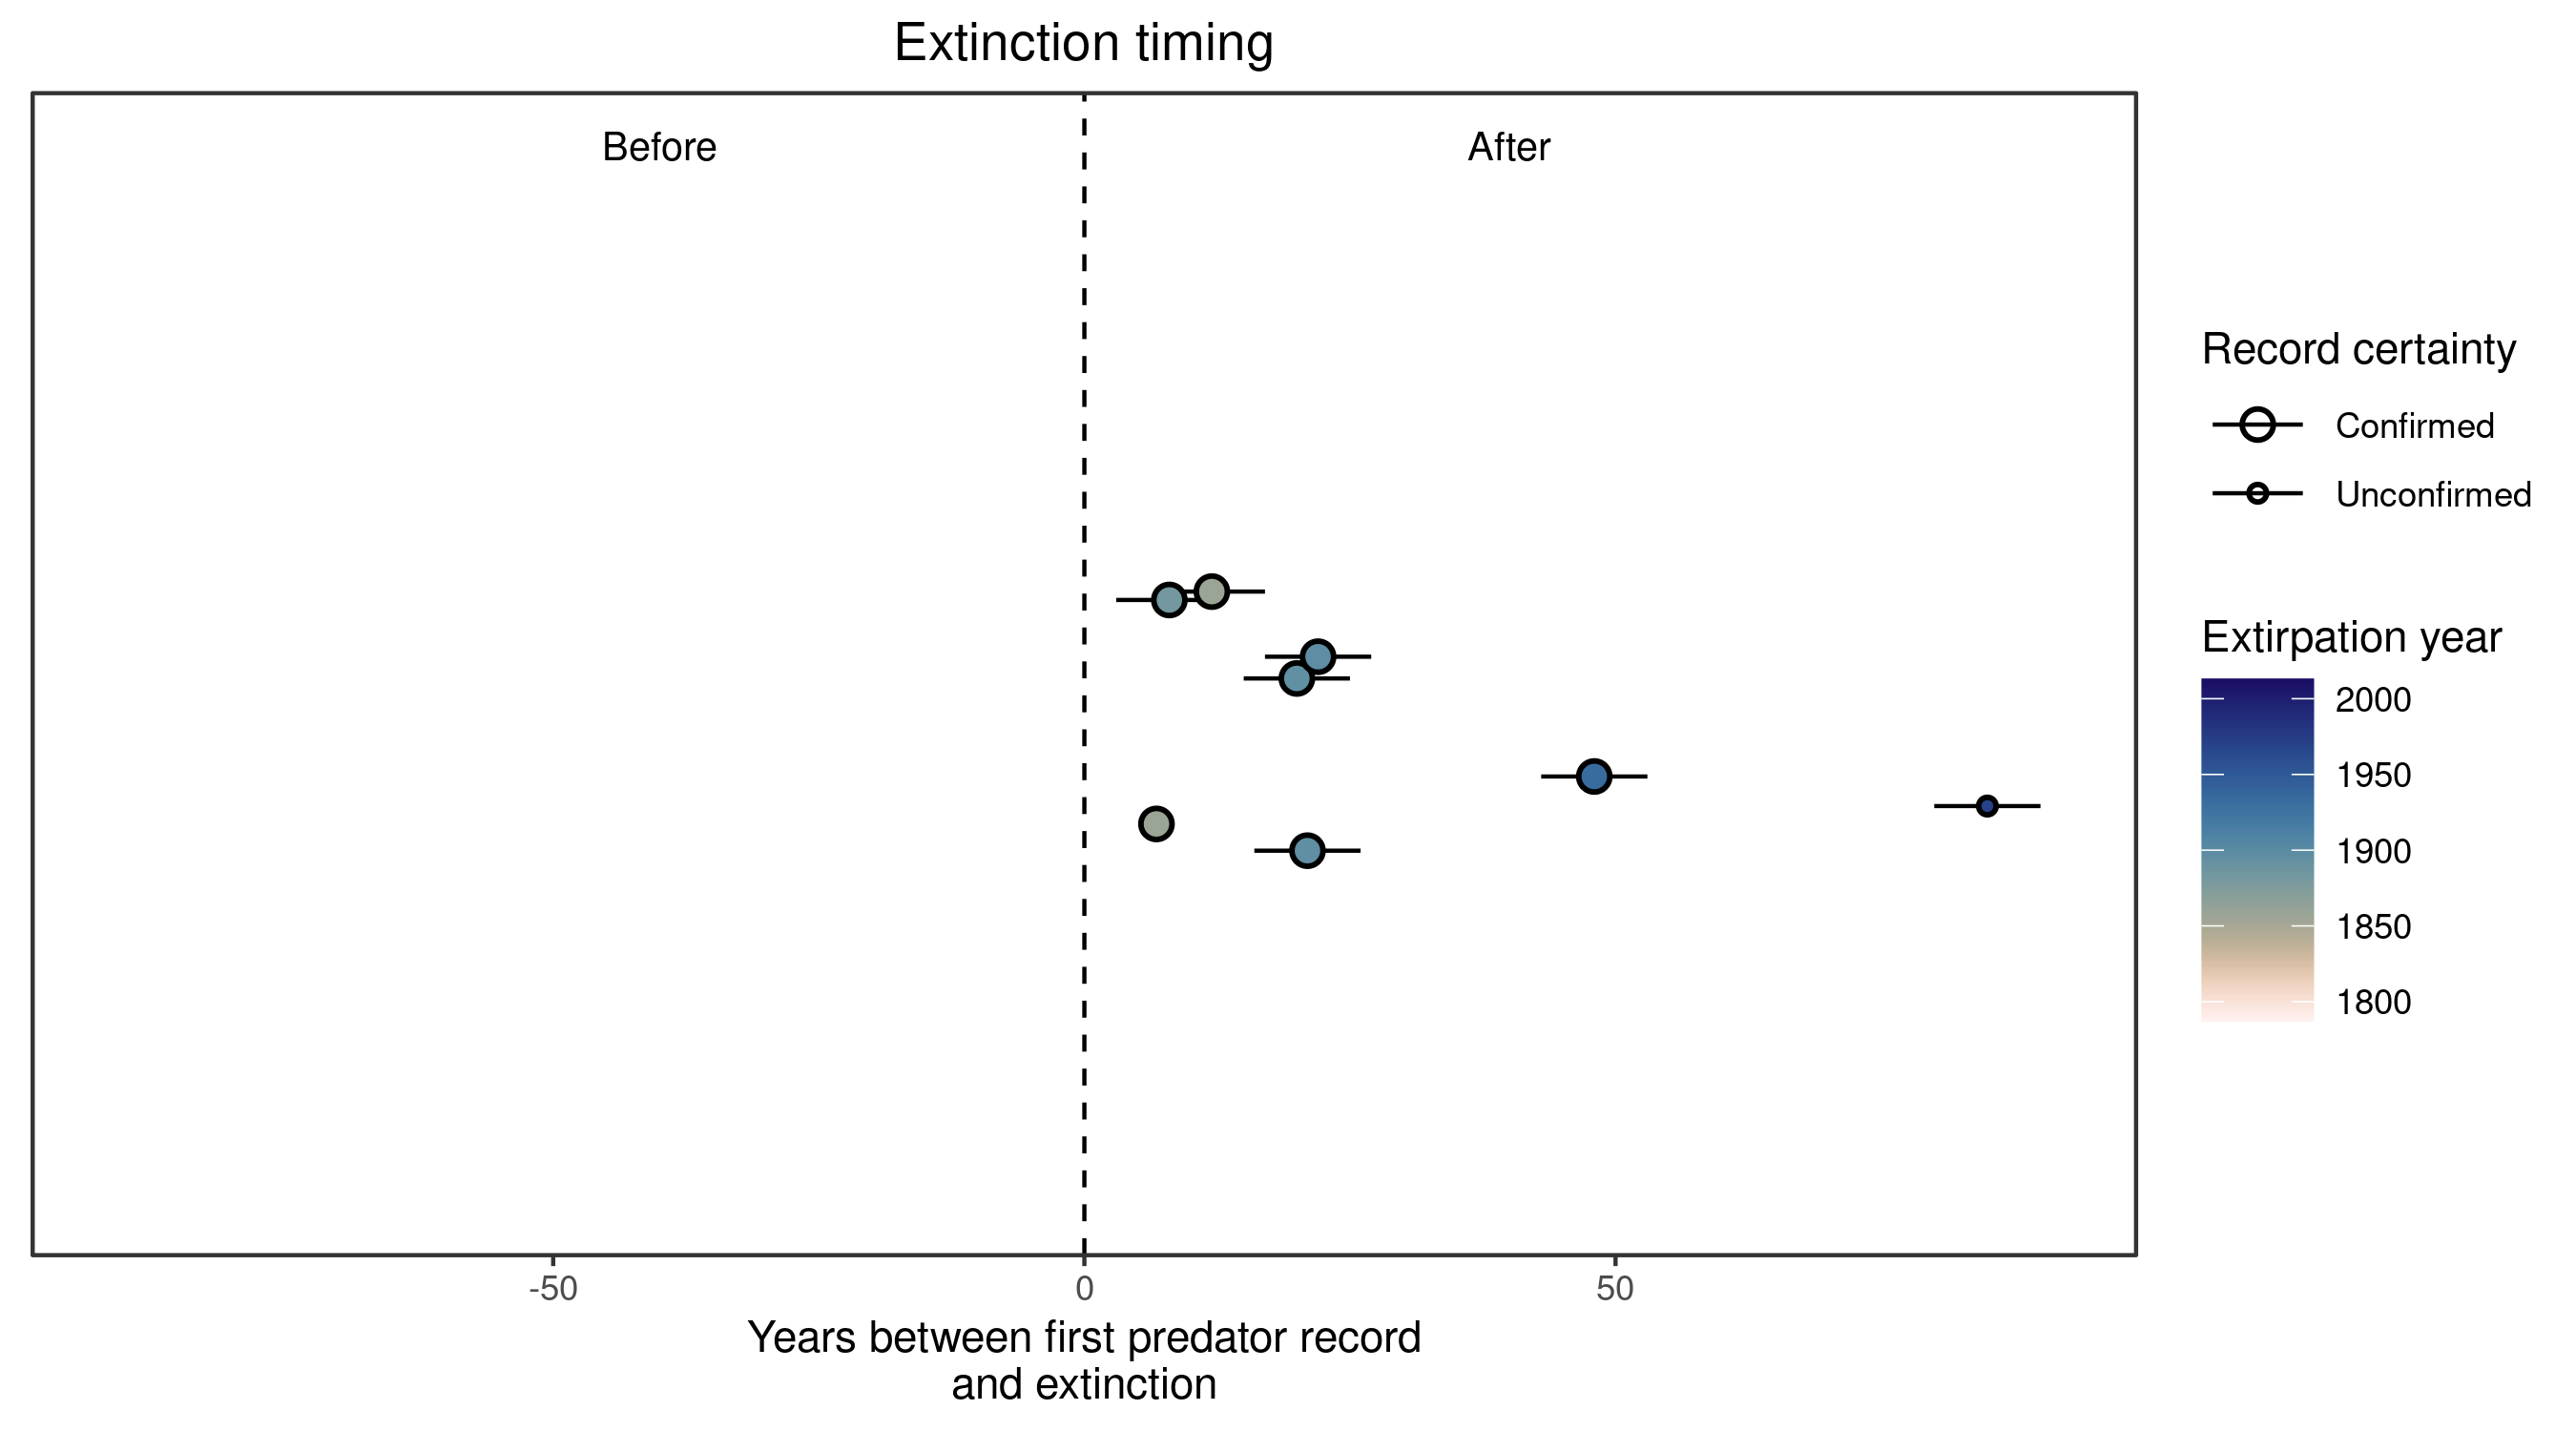 Extinction timing
Before
After
Record certainty
Confirmed
Unconfirmed
Extirpation year
2000
1950
1900
1850
1800
-50
0
50
Years between first predator record
and extinction